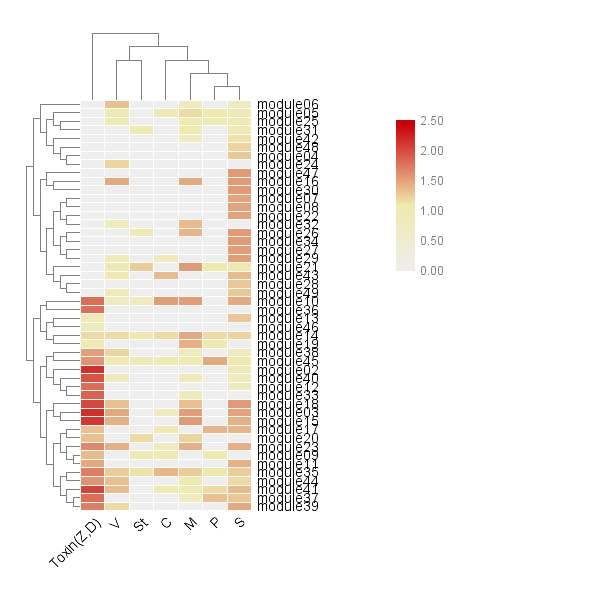 module06
module05
module25
module31
module42
module48
module04
module24
module47
module16
module30
module07
module08
module22
module32
module26
module34
module27
module29
module21
module43
module28
module49
module10
module36
module13
module46
module14
module19
module38
module45
module02
module40
module12
module33
module18
module03
module15
module17
module20
module23
module09
module11
module35
module44
module41
module37
module39
Toxin(Z,D) V St C M P S
2.50
2.00
1.50
1.00
0.50
0.00